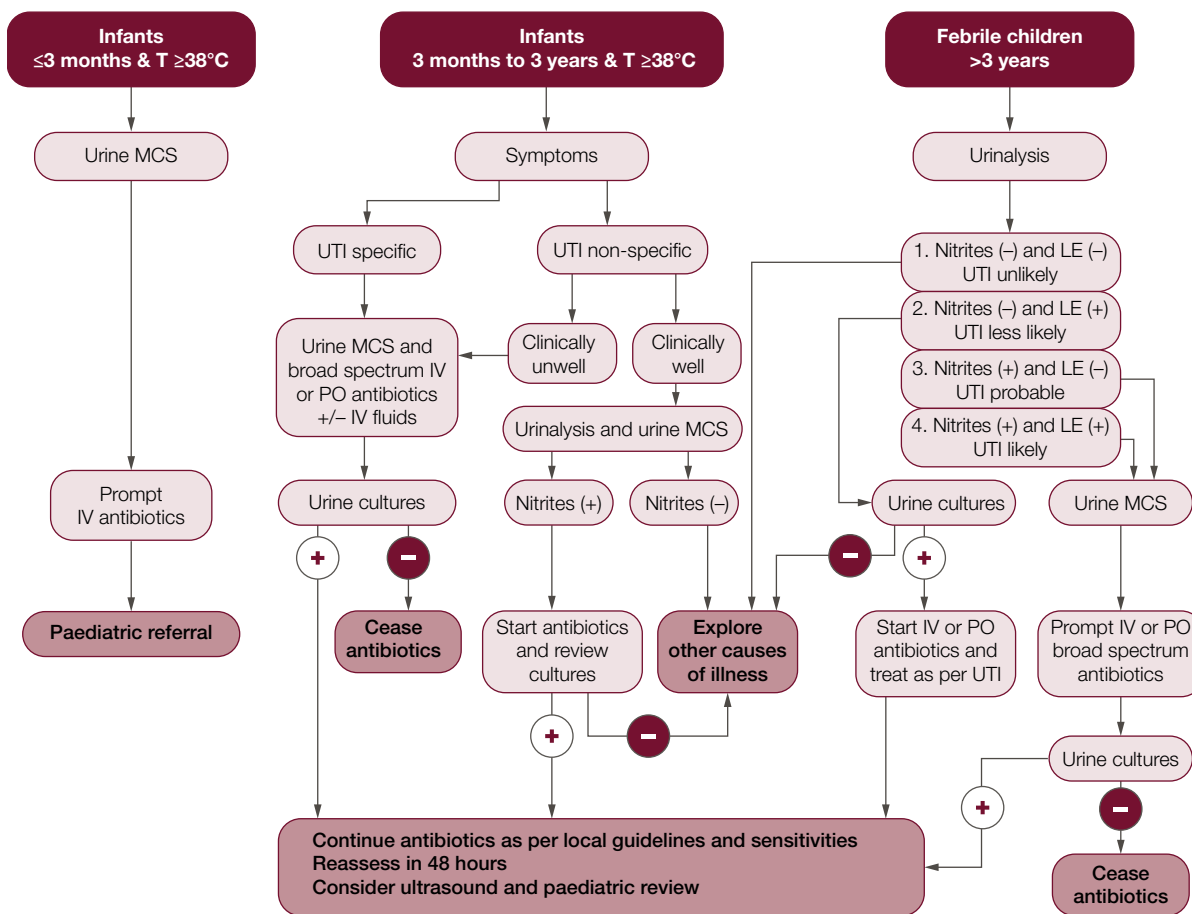 Infants
≤3 months & T ≥38°C
Urine MCS
Prompt
IV antibiotics
Paediatric referral
Infants
3 months to 3 years & T ≥38°C
Symptoms
UTI specific
UTI non-specific
Urine MCS and
broad spectrum IV
or PO antibiotics
+/– IV fluids
Clinically
unwell
Clinically
well
Urinalysis and urine MCS
Urine cultures
Nitrites (+)
Nitrites (–)
+
–
Cease
antibiotics
Start antibiotics
and review
cultures
Explore
other causes
of illness
+
–
Febrile children
>3 years
Urinalysis
1. Nitrites (–) and LE (–)
UTI unlikely
2. Nitrites (–) and LE (+)
UTI less likely
3. Nitrites (+) and LE (–)
UTI probable
4. Nitrites (+) and LE (+)
UTI likely
Urine cultures
Urine MCS
–
+
Start IV or PO
antibiotics and
treat as per UTI
Prompt IV or PO
broad spectrum
antibiotics
Urine cultures
+
–
Cease
antibiotics
Continue antibiotics as per local guidelines and sensitivities
Reassess in 48 hours
Consider ultrasound and paediatric review